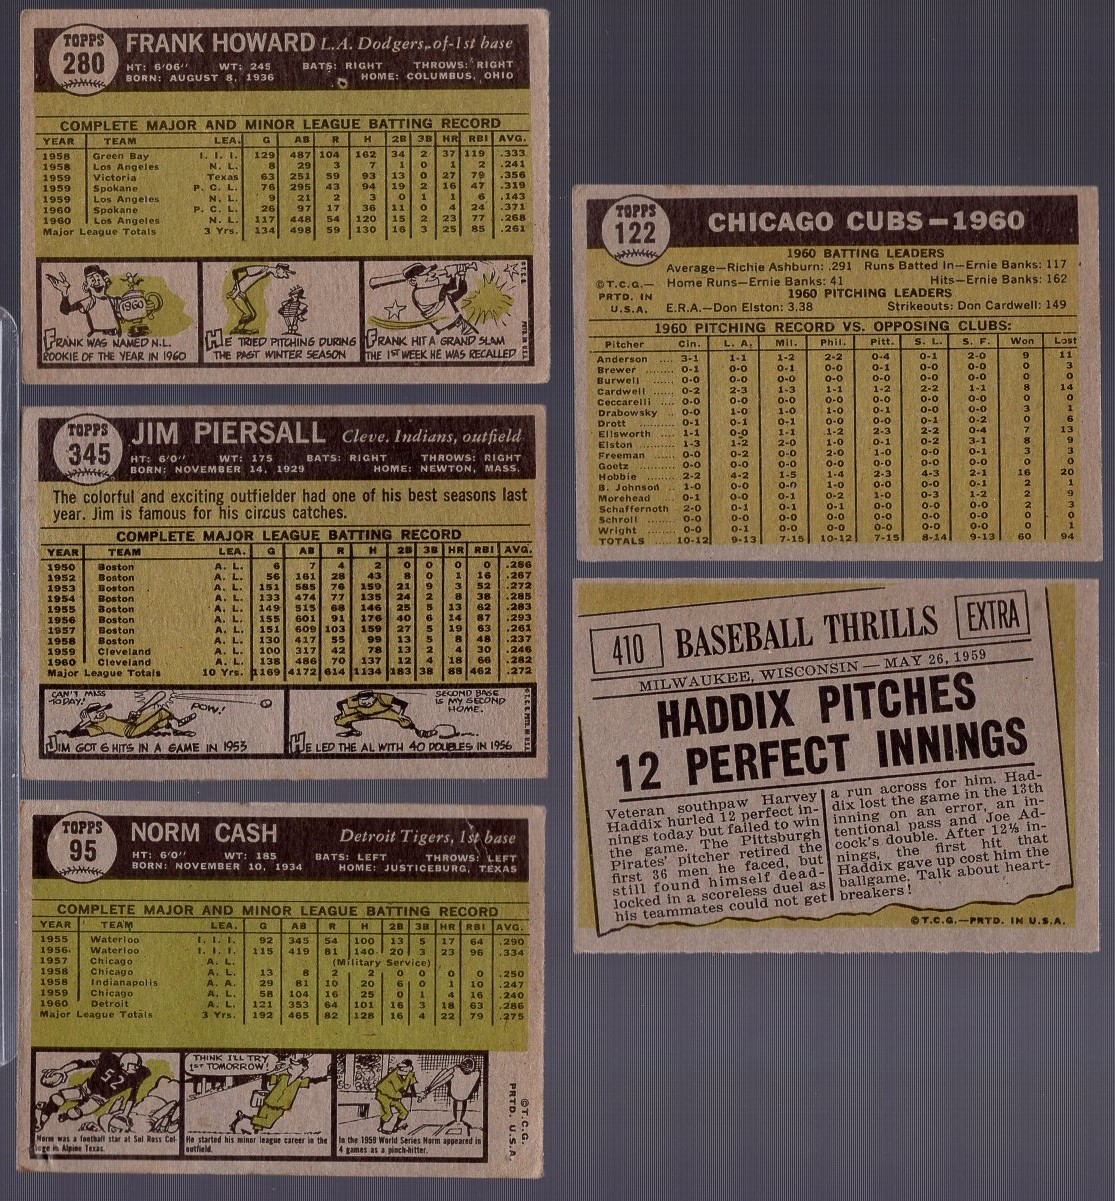 TOPPS
280
FRANK HOWARD L.A. Dodgers, of-1st base
HT: 6'06" WT: 245 BATS: RIGHT THROWS: RIGHT
BORN: AUGUST 8, 1936 HOME: COLUMBUS, OHIO
COMPLETE MAJOR AND MINOR LEAGUE BATTING RECORD
YEAR TEAM LEA. G AB R H 2B 3B HR RBI AVG.
1958 Green Bay I. I. I. 129 487 104 162 34 2 37 119 .333
1958 Los Angeles N. L. 8 29 3 7 1 0 1 2 .241
1959 Victoria Texas 63 251 59 93 13 0 27 79 .356
1959 Spokane P. C. L. 76 295 43 94 19 2 16 47 .319
1959 Los Angeles N. L. 9 21 2 3 0 1 1 6 .143
1960 Spokane P. C. L. 26 97 17 36 11 0 4 24 .371
1960 Los Angeles N. L. 117 448 54 120 15 2 23 77 .268
Major League Totals 3 Yrs. 134 498 59 130 16 3 25 85 .261
1960
FRANK WAS NAMED N.L.
ROOKIE OF THE YEAR IN 1960
HE TRIED PITCHING DURING
THE PAST WINTER SEASON
FRANK HIT A GRAND SLAM
THE 1ST WEEK HE WAS RECALLED
©T.C.G. PRTD. IN U.S.A.
TOPPS
345
JIM PIERSALL Cleve. Indians, outfield
HT: 6'0" WT: 175 BATS: RIGHT THROWS: RIGHT
BORN: NOVEMBER 14, 1929 HOME: NEWTON, MASS.
The colorful and exciting outfielder had one of his best seasons last
year. Jim is famous for his circus catches.
COMPLETE MAJOR LEAGUE BATTING RECORD
YEAR TEAM LEA. G AB R H 2B 3B HR RBI AVG.
1950 Boston A. L. 6 7 4 2 0 0 0 0 .286
1952 Boston A. L. 56 161 28 43 8 0 1 16 .267
1953 Boston A. L. 151 585 76 159 21 9 3 52 .272
1954 Boston A. L. 133 474 77 135 24 2 8 38 .285
1955 Boston A. L. 149 515 68 146 25 5 13 62 .283
1956 Boston A. L. 155 601 91 176 40 6 14 87 .293
1957 Boston A. L. 151 609 103 159 27 5 19 63 .261
1958 Boston A. L. 130 417 55 99 13 5 8 48 .237
1959 Cleveland A. L. 100 317 42 78 13 2 4 30 .246
1960 Cleveland A. L. 138 486 70 137 12 4 18 66 .282
Major League Totals 10 Yrs. 1169 4172 614 1134 183 38 88 462 .272
CAN'T MISS
TODAY!
POW!
JIM GOT 6 HITS IN A GAME IN 1953
SECOND BASE
IS MY SECOND
HOME.
HE LED THE AL WITH 40 DOUBLES IN 1956
©T.C.G. PRTD. IN U.S.A.
TOPPS
95
NORM CASH Detroit Tigers, 1st base
HT: 6'0" WT: 185 BATS: LEFT THROWS: LEFT
BORN: NOVEMBER 10, 1934 HOME: JUSTICEBURG, TEXAS
COMPLETE MAJOR AND MINOR LEAGUE BATTING RECORD
YEAR TEAM LEA. G AB R H 2B 3B HR RBI AVG.
1955 Waterloo I. I. I. 92 345 54 100 13 5 17 64 .290
1956 Waterloo I. I. I. 115 419 81 140 20 3 23 96 .334
1957 Chicago A. L. (Military Service)
1958 Chicago A. L. 13 8 2 2 0 0 0 0 .250
1958 Indianapolis A. A. 29 81 10 20 6 0 1 10 .247
1959 Chicago A. L. 58 104 16 25 0 1 4 16 .240
1960 Detroit A. L. 121 353 64 101 16 3 18 63 .286
Major League Totals 3 Yrs. 192 465 82 128 16 4 22 79 .275
52
Norm was a football star at Sul Ross Col-
lege in Alpine Texas.
THINK I'LL TRY
1ST TOMORROW!
He started his minor league career in the
outfield.
In the 1959 World Series Norm appeared in
4 games as a pinch-hitter.
©T.C.G.
PRTD. U.S.A.
TOPPS
122
CHICAGO CUBS—1960
1960 BATTING LEADERS
Average—Richie Ashburn: .291 Runs Batted In—Ernie Banks: 117
Home Runs—Ernie Banks: 41 Hits—Ernie Banks: 162
©T.C.G.—
PRTD. IN
U.S.A.
1960 PITCHING LEADERS
E.R.A.—Don Elston: 3.38 Strikeouts: Don Cardwell: 149
1960 PITCHING RECORD VS. OPPOSING CLUBS:
Pitcher Cin. L. A. Mil. Phil. Pitt. S. L. S. F. Won Lost
Anderson .... 3-1 1-1 1-2 2-2 0-4 0-1 2-0 9 11
Brewer ........ 0-1 0-0 0-1 0-0 0-1 0-0 0-0 0 3
Burwell ....... 0-0 0-0 0-0 0-0 0-0 0-0 0-0 0 0
Cardwell ..... 0-2 2-3 1-3 1-1 1-2 2-2 1-1 8 14
Ceccarelli .... 0-0 0-0 0-0 0-0 0-0 0-0 0-0 0 0
Drabowsky .. 0-0 1-0 1-0 1-0 0-1 0-0 0-0 3 1
Drott .......... 0-1 0-1 0-0 0-1 0-0 0-1 0-2 0 6
Ellsworth .... 1-1 0-0 1-1 1-2 2-3 2-2 0-4 7 13
Elston ......... 1-3 1-2 2-0 1-0 0-1 0-2 3-1 8 9
Freeman ...... 0-0 0-2 0-0 1-0 1-0 0-0 1-1 3 3
Goetz .......... 0-0 0-0 0-0 0-0 0-0 0-0 0-0 0 0
Hobbie ........ 2-2 4-2 1-5 1-4 2-3 4-3 2-1 16 20
B. Johnson .. 1-0 0-0 0-0 1-0 0-0 0-0 0-1 2 1
Morehead .... 0-1 0-0 0-1 0-2 1-0 0-3 1-2 2 9
Schaffernoth 2-0 0-1 0-1 0-1 0-0 0-0 0-0 2 3
Schroll ........ 0-0 0-0 0-0 0-0 0-0 0-0 0-0 0 0
Wright ........ 0-0 0-1 0-0 0-0 0-0 0-0 0-0 0 1
TOTALS ..... 10-12 9-13 7-15 10-12 7-15 8-14 9-13 60 94
410 BASEBALL THRILLS EXTRA
MILWAUKEE, WISCONSIN — MAY 26, 1959
HADDIX PITCHES
12 PERFECT INNINGS
Veteran southpaw Harvey
Haddix hurled 12 perfect in-
nings today but failed to win
the game. The Pittsburgh
Pirates' pitcher retired the
first 36 men he faced, but
still found himself dead-
locked in a scoreless duel as
his teammates could not get
a run across for him. Had-
dix lost the game in the 13th
inning on an error, an in-
tentional pass and Joe Ad-
cock's double. After 12⅔ in-
nings, the first hit that
Haddix gave up cost him the
ballgame. Talk about heart-
breakers!
©T.C.G.—PRTD. IN U.S.A.